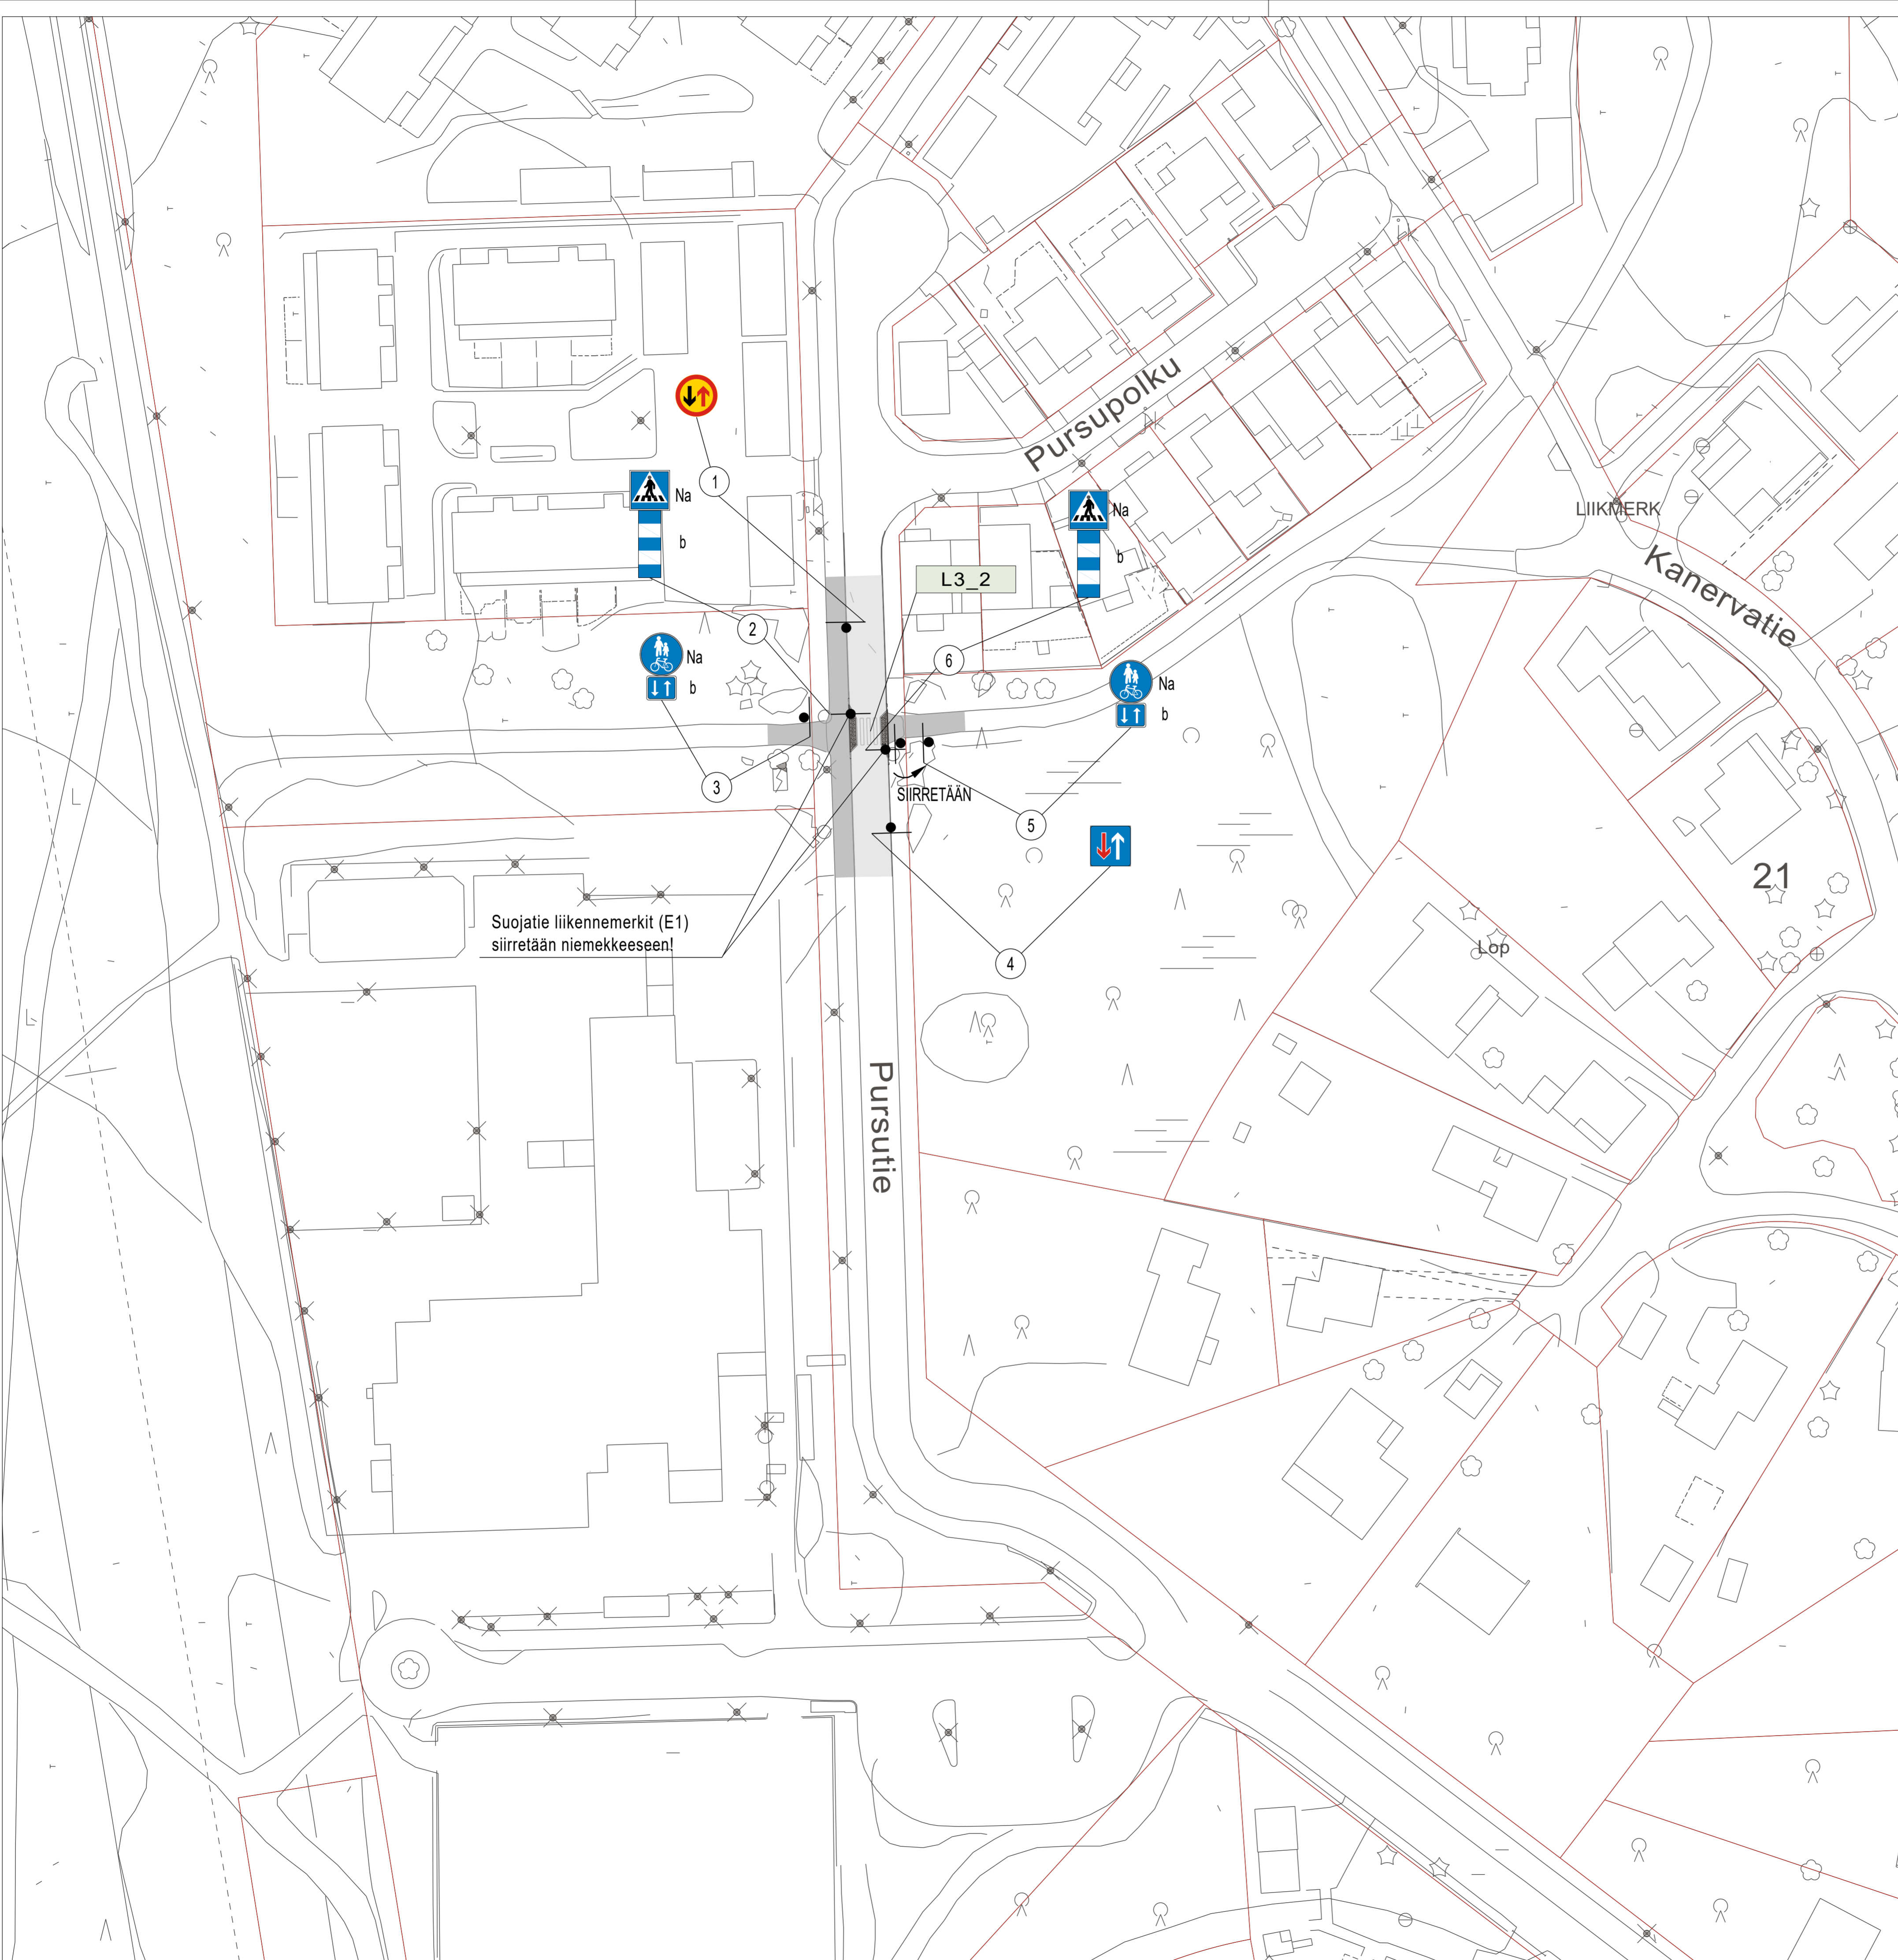 Pursupolku
1
Na
b
Na
b
LIIKMERK
Kanervatie
L3_2
2
Na
b
6
Na
b
3
SIIRRETÄÄN
5
21
Suojatie liikennemerkit (E1)
siirretään niemekkeeseen!
4
Lop
Pursutie